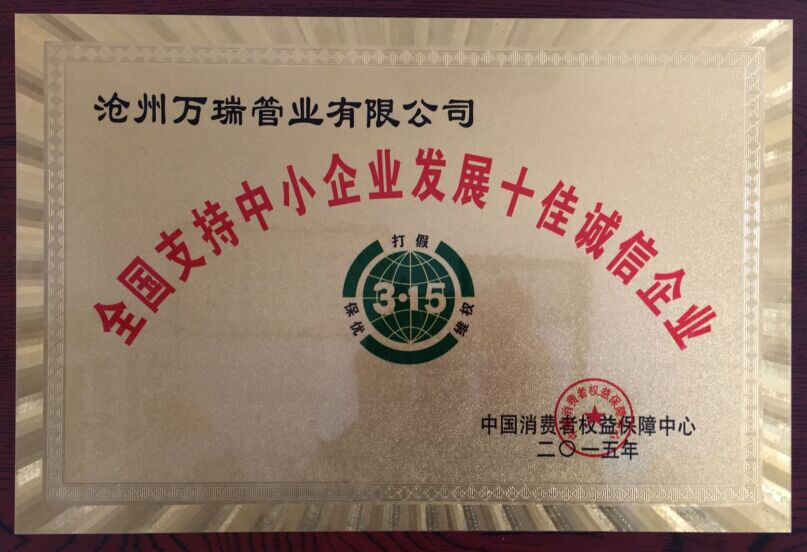 沧州万瑞管业有限公司
全国支持中小企业发展十佳诚信企业
打假
3·15
保优
维权
中国消费者权益保障中心
二〇一五年